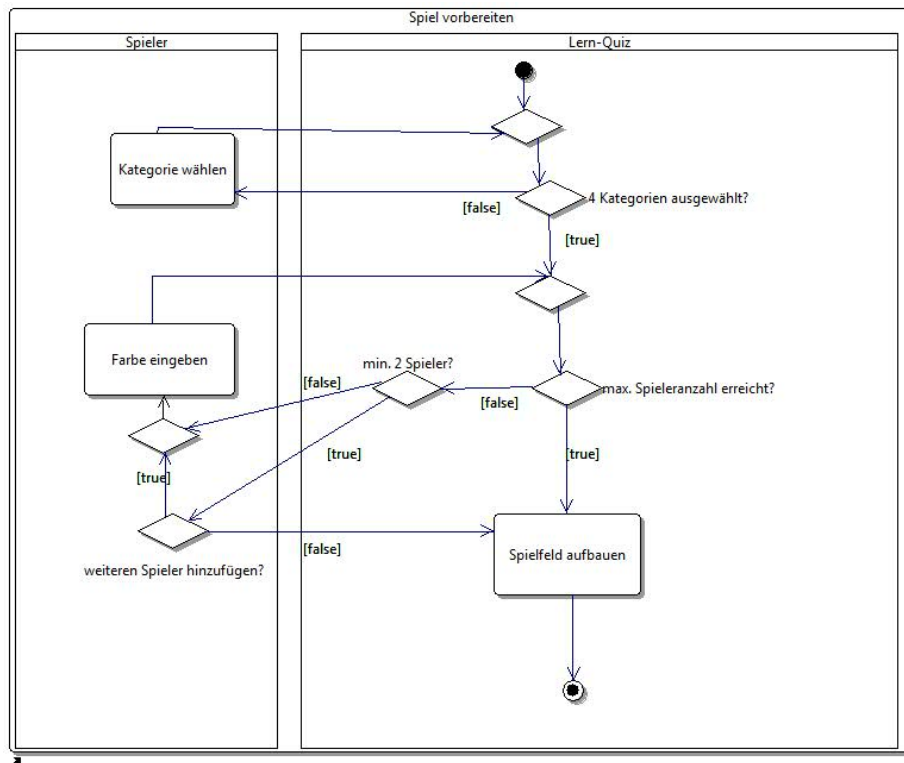 Spiel vorbereiten
Spieler
Lern-Quiz
Kategorie wählen
4 Kategorien ausgewählt?
[false]
[true]
Farbe eingeben
min. 2 Spieler?
[false]
[false]
max. Spieleranzahl erreicht?
[true]
[true]
[true]
weiteren Spieler hinzufügen?
[false]
Spielfeld aufbauen